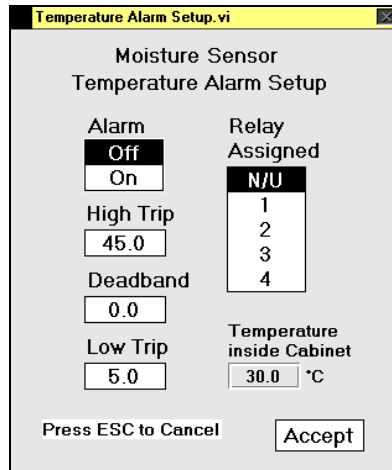 Temperature Alarm Setup.vi
Moisture Sensor
Temperature Alarm Setup
Alarm
Off
On
High Trip
45.0
Deadband
0.0
Low Trip
5.0
Relay
Assigned
N/U
1
2
3
4
Temperature
inside Cabinet
30.0 °C
Press ESC to Cancel
Accept